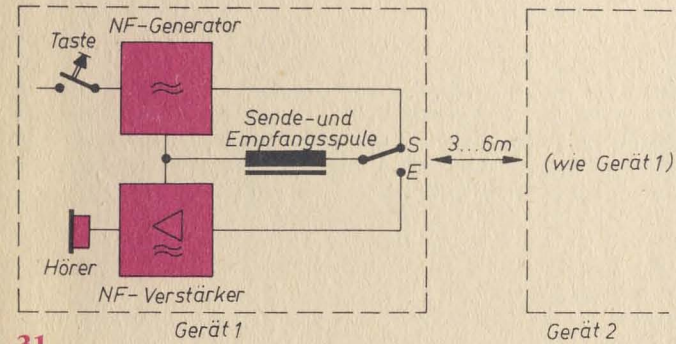 NF-Generator
Taste
Sende-und
Empfangsspule
S
E
3...6m
(wie Gerät 1)
Hörer
NF-Verstärker
Gerät 1
Gerät 2
31